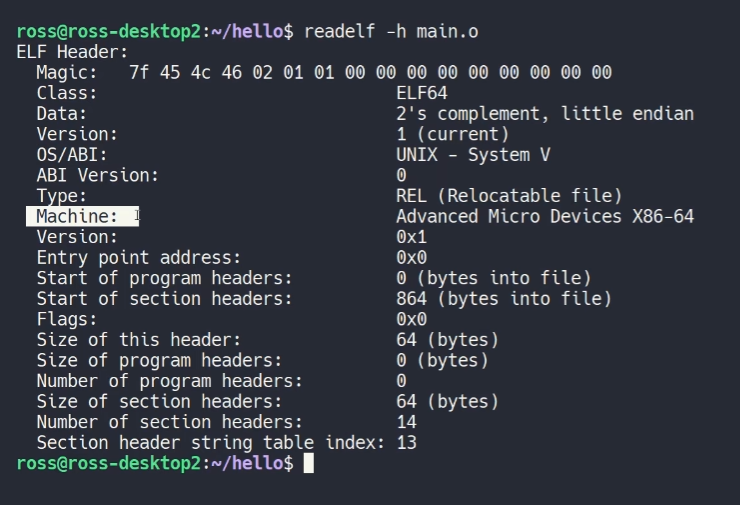 ross@ross-desktop2:~/hello$ readelf -h main.o
ELF Header:
  Magic:   7f 45 4c 46 02 01 01 00 00 00 00 00 00 00 00 00
  Class:                             ELF64
  Data:                              2's complement, little endian
  Version:                           1 (current)
  OS/ABI:                            UNIX - System V
  ABI Version:                       0
  Type:                              REL (Relocatable file)
  Machine:                           Advanced Micro Devices X86-64
  Version:                           0x1
  Entry point address:               0x0
  Start of program headers:          0 (bytes into file)
  Start of section headers:          864 (bytes into file)
  Flags:                             0x0
  Size of this header:               64 (bytes)
  Size of program headers:           0 (bytes)
  Number of program headers:         0
  Size of section headers:           64 (bytes)
  Number of section headers:         14
  Section header string table index: 13
ross@ross-desktop2:~/hello$